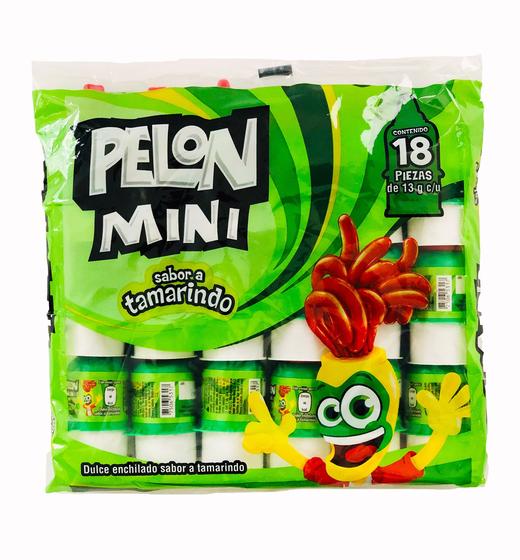 PELON
MINI
sabor a
tamarindo
CONTENIDO
18
PIEZAS
de 13 g c/u
Dulce enchilado sabor a tamarindo